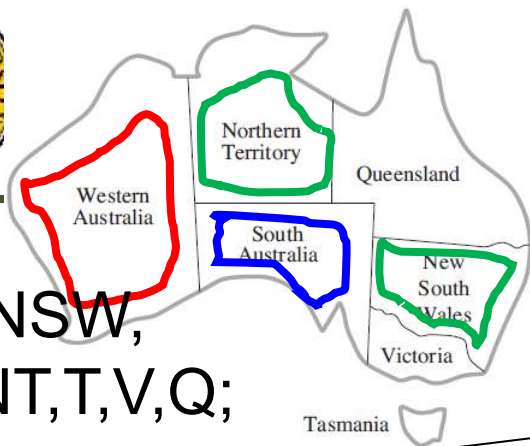 Northern
Territory
Queensland
Western
Australia
South
Australia
New
South
Wales
NSW,
Victoria
NT,T,V,Q;
Tasmania